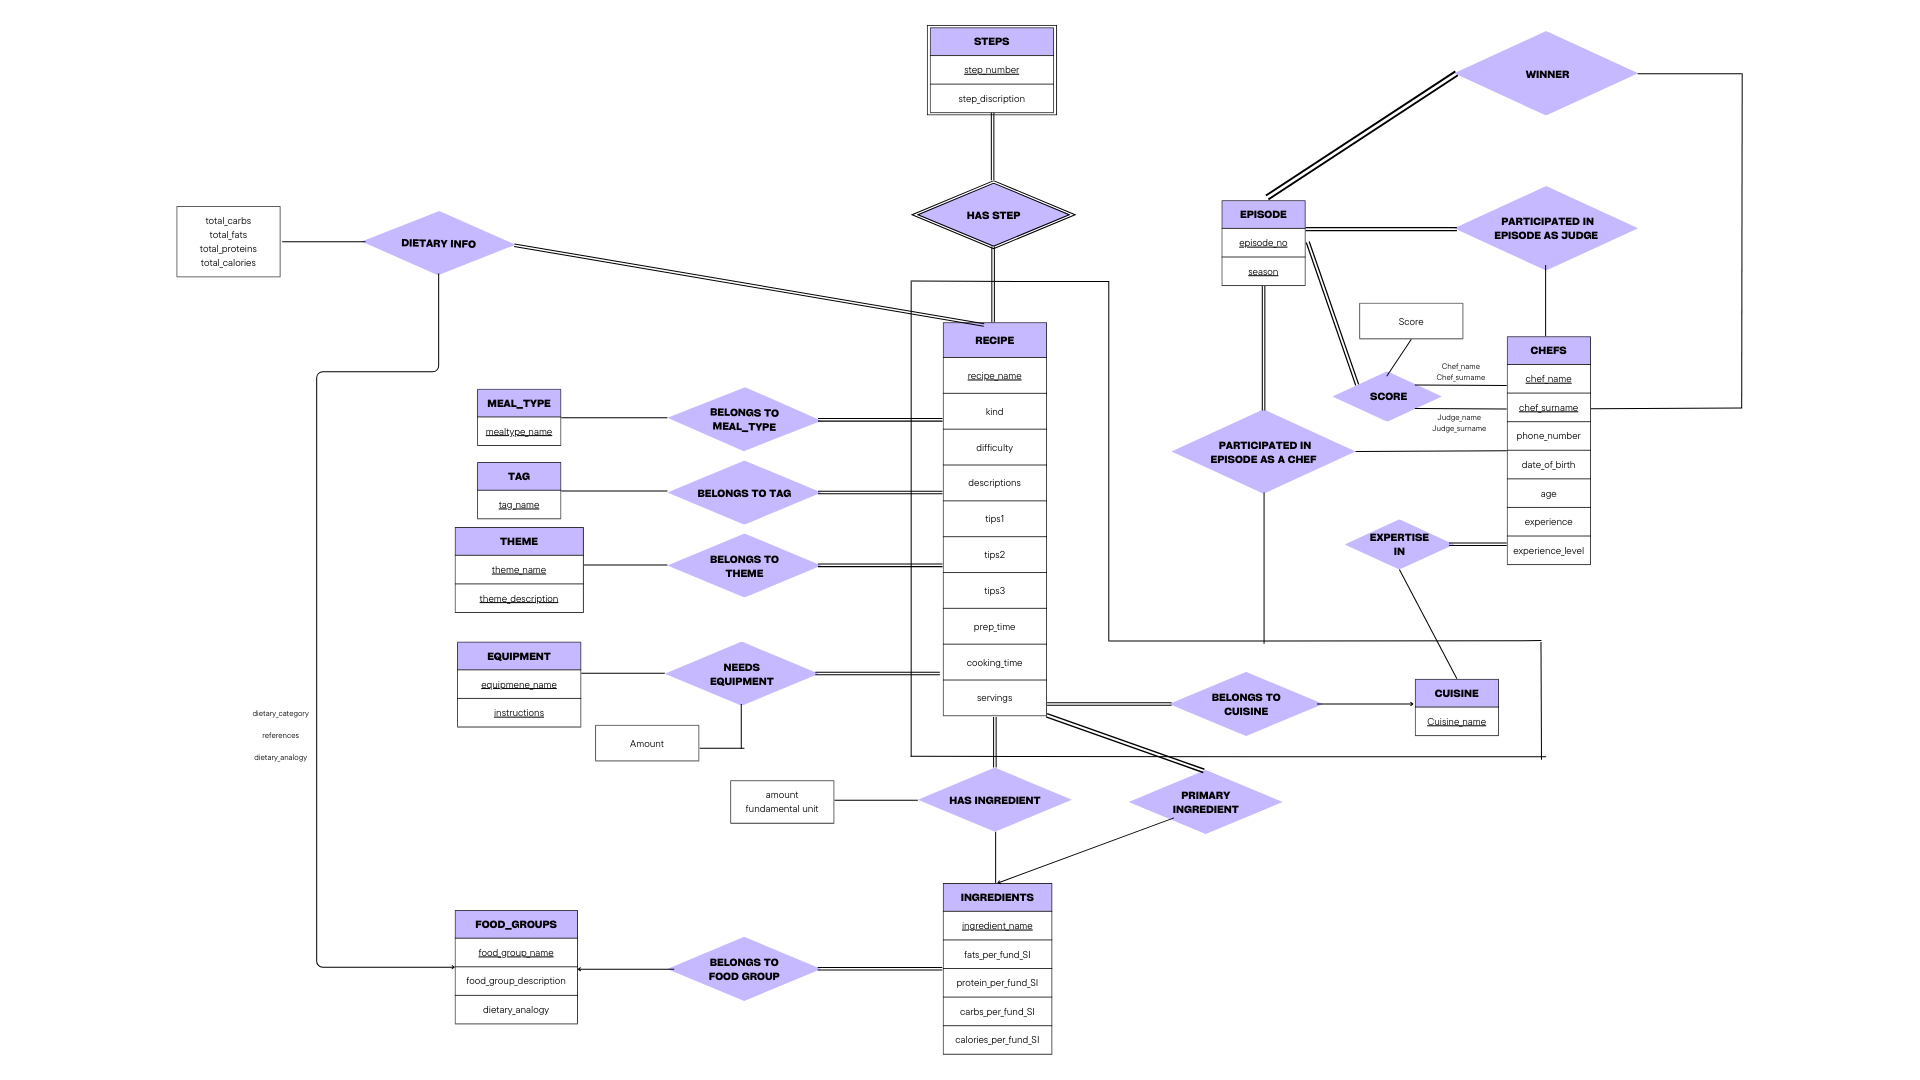 STEPS
step_number
step_discription
WINNER
HAS STEP
EPISODE
episode_no
season
PARTICIPATED IN
EPISODE AS JUDGE
total_carbs
total_fats
total_proteins
total_calories
DIETARY INFO
Score
RECIPE
recipe_name
kind
difficulty
descriptions
tips1
tips2
tips3
prep_time
cooking_time
servings
CHEFS
chef_name
chef_surname
phone_number
date_of_birth
age
experience
experience_level
Chef_name
Chef_surname
SCORE
Judge_name
Judge_surname
MEAL_TYPE
mealtype_name
BELONGS TO
MEAL_TYPE
PARTICIPATED IN
EPISODE AS A CHEF
TAG
tag_name
BELONGS TO TAG
THEME
theme_name
theme_description
BELONGS TO
THEME
EXPERTISE
IN
EQUIPMENT
equipmene_name
instructions
NEEDS
EQUIPMENT
Amount
BELONGS TO
CUISINE
CUISINE
Cuisine_name
dietary_category
references
dietary_analogy
amount
fundamental unit
HAS INGREDIENT
PRIMARY
INGREDIENT
INGREDIENTS
ingredient_name
fats_per_fund_SI
protein_per_fund_SI
carbs_per_fund_SI
calories_per_fund_SI
FOOD_GROUPS
food_group_name
food_group_description
dietary_analogy
BELONGS TO
FOOD GROUP